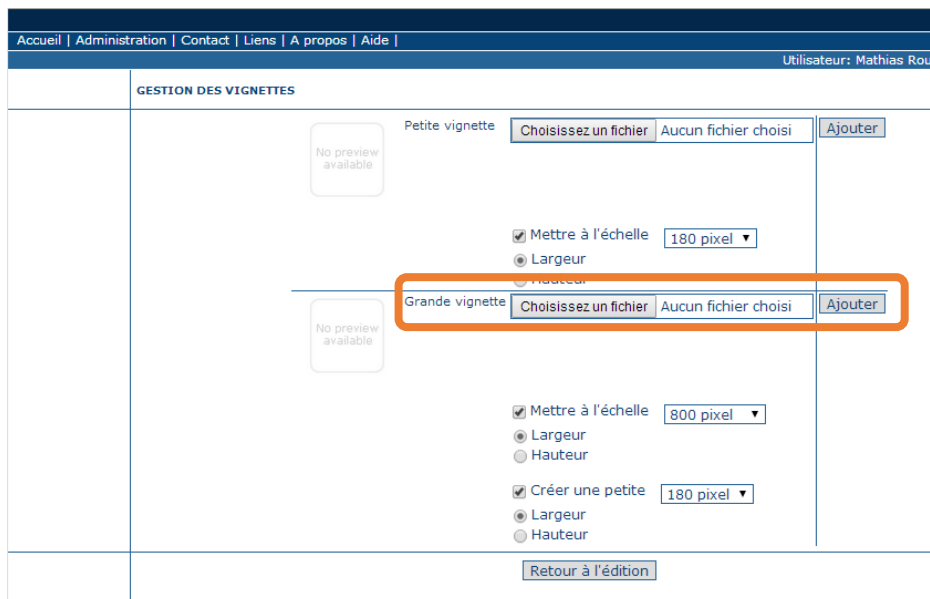 Accueil | Administration | Contact | Liens | A propos | Aide |
Utilisateur: Mathias Rou
GESTION DES VIGNETTES
No preview
available
Petite vignette Choisissez un fichier Aucun fichier choisi Ajouter
Mettre à l'échelle 180 pixel
Largeur
Hauteur
Grande vignette Choisissez un fichier Aucun fichier choisi Ajouter
No preview
available
Mettre à l'échelle 800 pixel
Largeur
Hauteur
Créer une petite 180 pixel
Largeur
Hauteur
Retour à l'édition